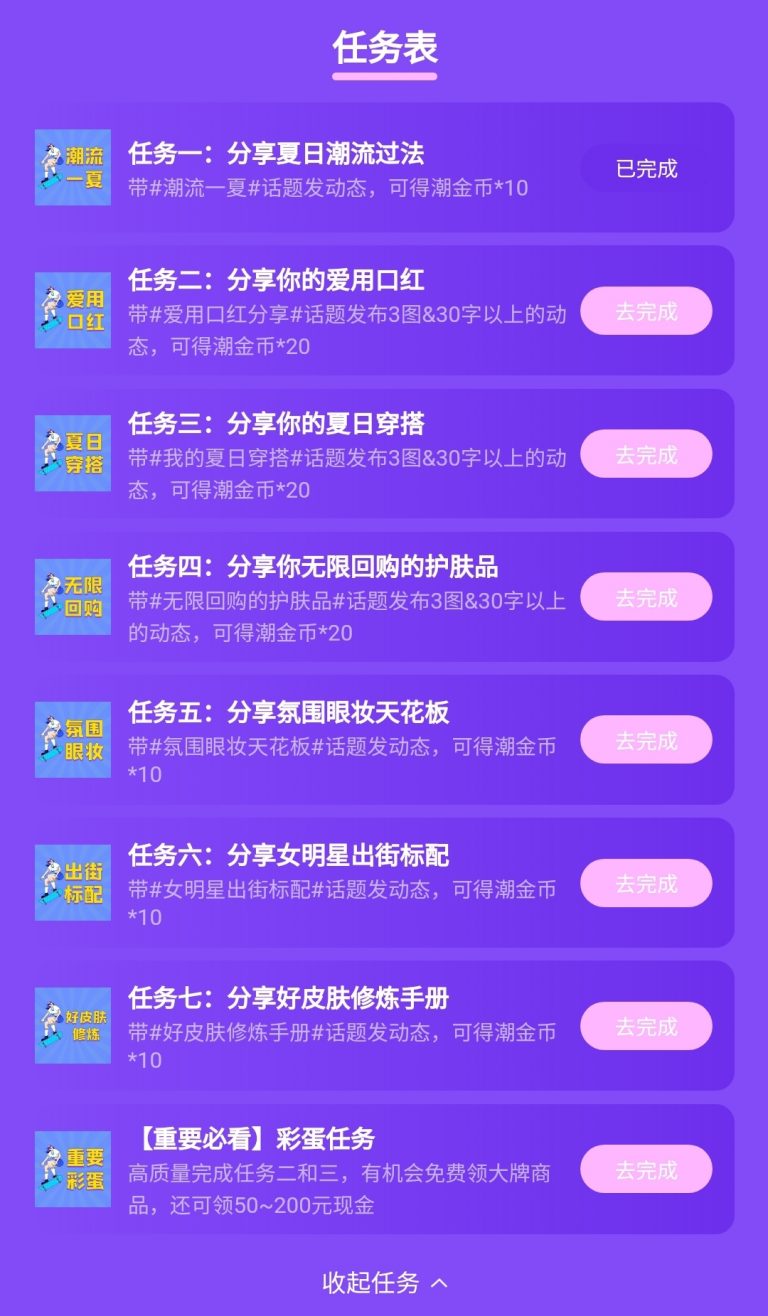 任务表
潮流
一夏
任务一：分享夏日潮流过法
带#潮流一夏#话题发动态，可得潮金币*10
已完成
爱用
口红
任务二：分享你的爱用口红
带#爱用口红分享#话题发布3图&30字以上的动
态，可得潮金币*20
去完成
夏日
穿搭
任务三：分享你的夏日穿搭
带#我的夏日穿搭#话题发布3图&30字以上的动
态，可得潮金币*20
去完成
无限
回购
任务四：分享你无限回购的护肤品
带#无限回购的护肤品#话题发布3图&30字以上
的动态，可得潮金币*20
去完成
氛围
眼妆
任务五：分享氛围眼妆天花板
带#氛围眼妆天花板#话题发动态，可得潮金币
*10
去完成
出街
标配
任务六：分享女明星出街标配
带#女明星出街标配#话题发动态，可得潮金币
*10
去完成
好皮肤
修炼
任务七：分享好皮肤修炼手册
带#好皮肤修炼手册#话题发动态，可得潮金币
*10
去完成
重要
彩蛋
【重要必看】彩蛋任务
高质量完成任务二和三，有机会免费领大牌商
品，还可领50~200元现金
去完成
收起任务